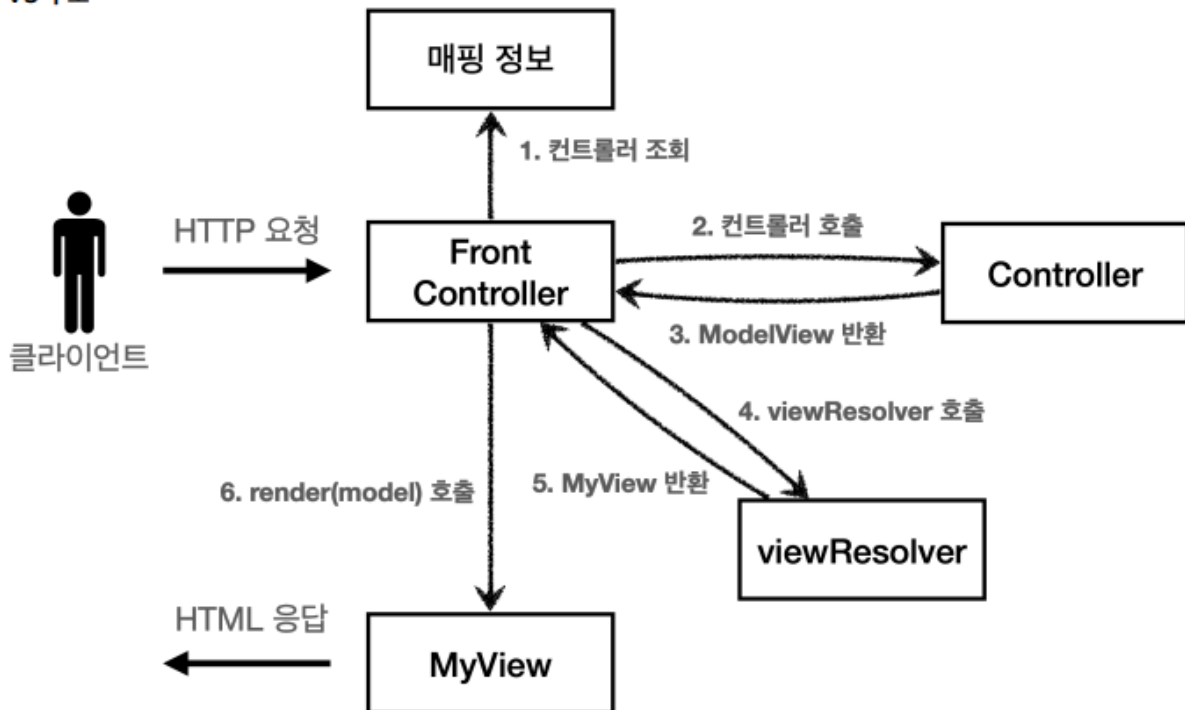 매핑 정보
1. 컨트롤러 조회
HTTP 요청
Front
Controller
2. 컨트롤러 호출
Controller
3. ModelView 반환
클라이언트
4. viewResolver 호출
6. render(model) 호출
5. MyView 반환
viewResolver
HTML 응답
MyView